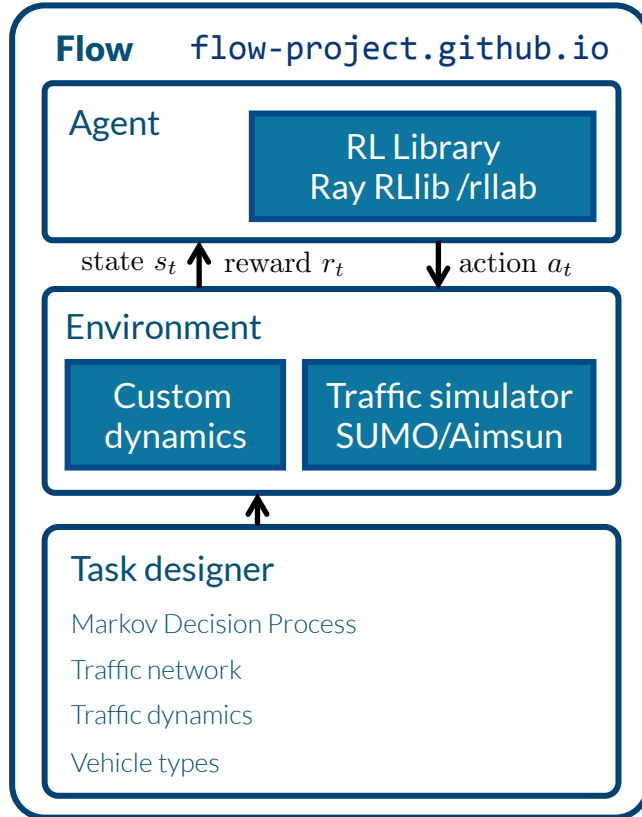 Flow flow-project.github.io
Agent
RL Library
Ray RLlib /rllab
state s_t reward r_t action a_t
Environment
Custom
dynamics
Traffic simulator
SUMO/Aimsun
Task designer
Markov Decision Process
Traffic network
Traffic dynamics
Vehicle types